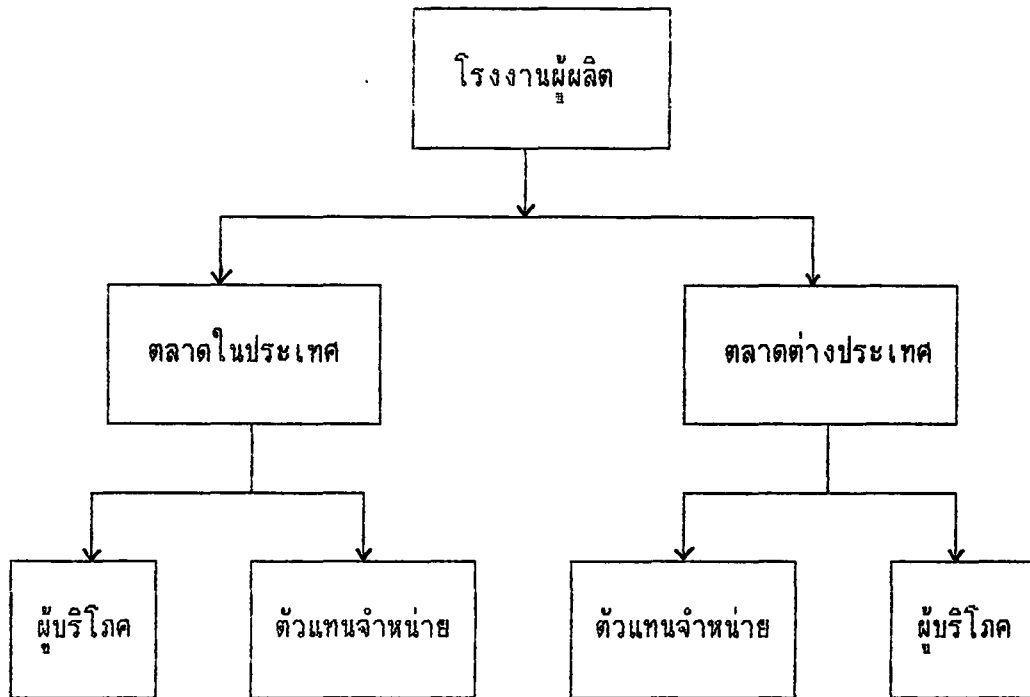 โรงงานผู้ผลิต
ตลาดในประเทศ
ตลาดต่างประเทศ
ผู้บริโภค
ตัวแทนจำหน่าย
ตัวแทนจำหน่าย
ผู้บริโภค